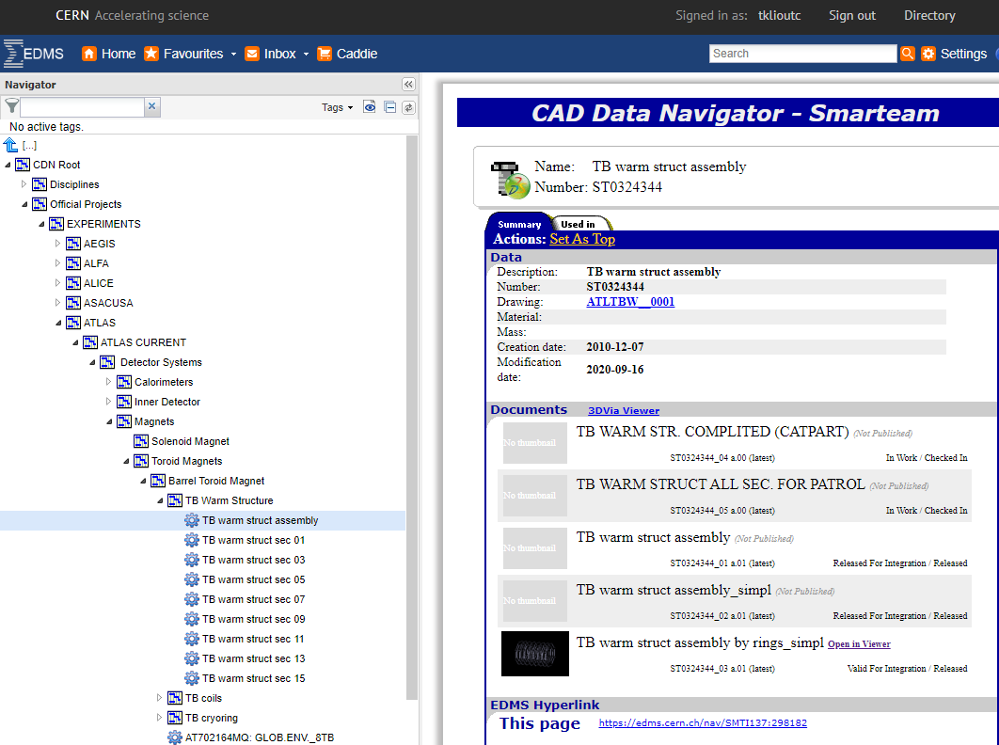 CERN Accelerating science
Signed in as: tklioutc Sign out Directory
EDMS Home Favourites Inbox Caddie Search Settings
Navigator
Tags
No active tags.
[...]
CDN Root
Disciplines
Official Projects
EXPERIMENTS
AEGIS
ALFA
ALICE
ASACUSA
ATLAS
ATLAS CURRENT
Detector Systems
Calorimeters
Inner Detector
Magnets
Solenoid Magnet
Toroid Magnets
Barrel Toroid Magnet
TB Warm Structure
TB warm struct assembly
TB warm struct sec 01
TB warm struct sec 03
TB warm struct sec 05
TB warm struct sec 07
TB warm struct sec 09
TB warm struct sec 11
TB warm struct sec 13
TB warm struct sec 15
TB coils
TB cryoring
AT702164MQ: GLOB.ENV._8TB
CAD Data Navigator - Smarteam
Name: TB warm struct assembly
Number: ST0324344
Summary Used in
Actions: Set As Top
Data
Description: TB warm struct assembly
Number: ST0324344
Drawing: ATLTBW__0001
Material:
Mass:
Creation date: 2010-12-07
Modification
date: 2020-09-16
Documents 3DVia Viewer
No thumbnail TB WARM STR. COMPLITED (CATPART) (Not Published)
ST0324344_04 a.00 (latest) In Work / Checked In
No thumbnail TB WARM STRUCT ALL SEC. FOR PATROL (Not Published)
ST0324344_05 a.00 (latest) In Work / Checked In
No thumbnail TB warm struct assembly (Not Published)
ST0324344_01 a.01 (latest) Released For Integration / Released
No thumbnail TB warm struct assembly_simpl (Not Published)
ST0324344_02 a.01 (latest) Released For Integration / Released
TB warm struct assembly by rings_simpl Open in Viewer
ST0324344_03 a.01 (latest) Valid For Integration / Released
EDMS Hyperlink
This page https://edms.cern.ch/nav/SMTI137:298182